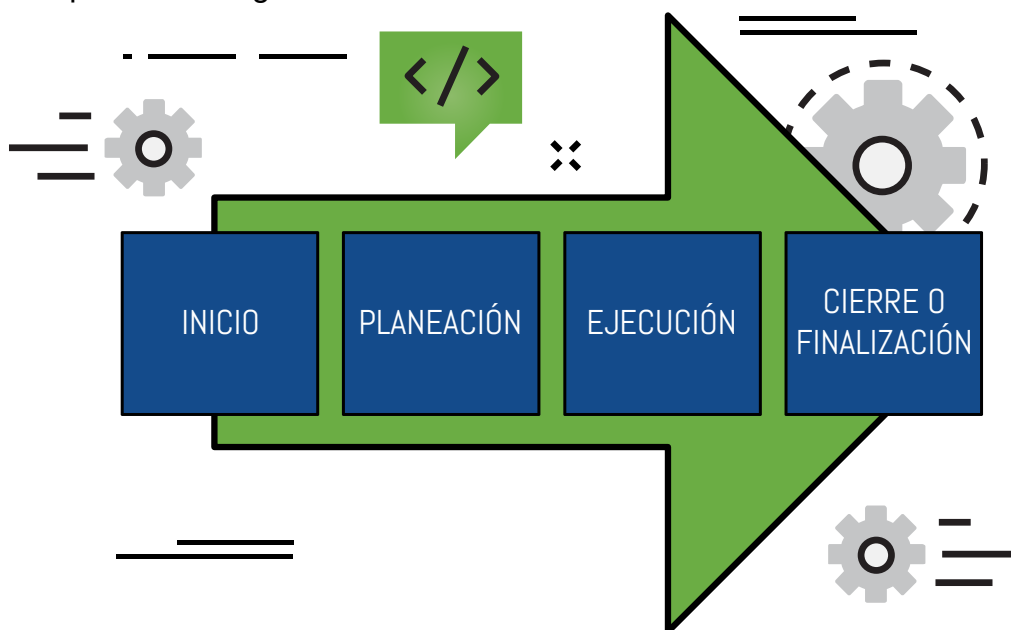 </>
INICIO
PLANEACIÓN
EJECUCIÓN
CIERRE O
FINALIZACIÓN